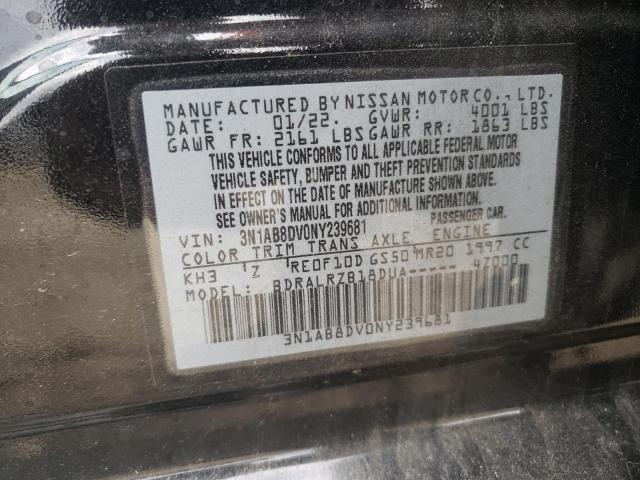 MANUFACTURED BY NISSAN MOTOR CO., LTD.
DATE: 01/22. GVWR: 4001 LBS
GAWR FR: 2161 LBS GAWR RR: 1863 LBS
THIS VEHICLE CONFORMS TO ALL APPLICABLE FEDERAL MOTOR
VEHICLE SAFETY, BUMPER AND THEFT PREVENTION STANDARDS
IN EFFECT ON THE DATE OF MANUFACTURE SHOWN ABOVE.
SEE OWNER'S MANUAL FOR ADDITIONAL INFORMATION.
VIN: 3N1AB8DV0NY239681 PASSENGER CAR.
COLOR TRIM TRANS AXLE ENGINE
KH3 Z RE0F10D GS50 MR20 1997 CC
MODEL: BDRALRZB18DUA— 47000
3N1AB8DV0NY239681